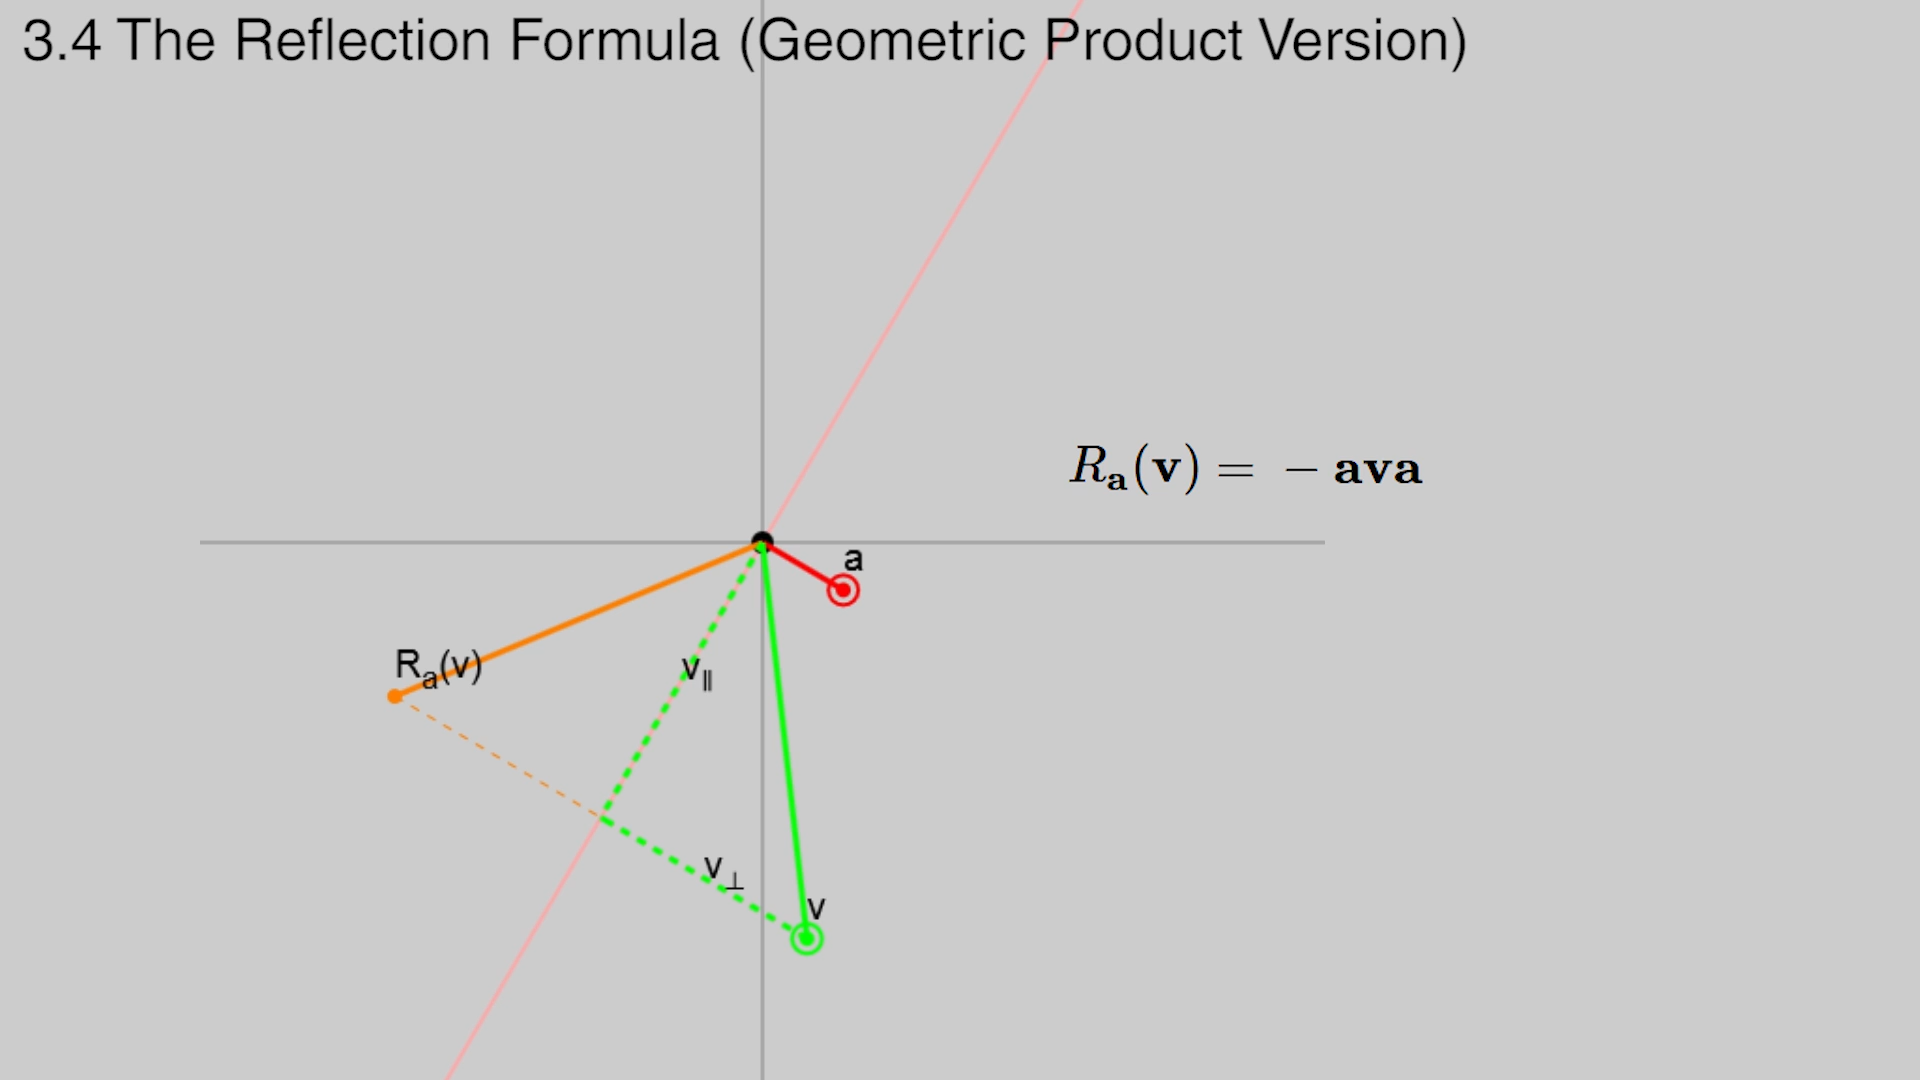 3.4 The Reflection Formula (Geometric Product Version)
Rₐ(v) = − ava
a
Rₐ(v)
v∥
v⊥
v